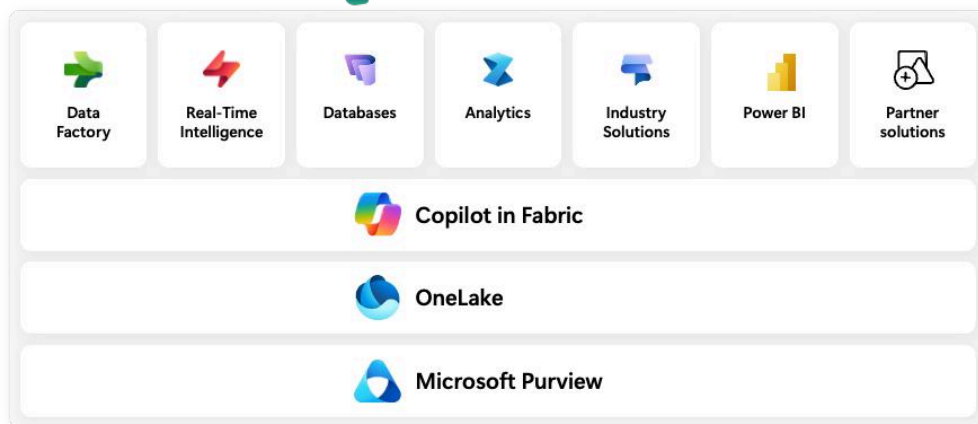 Data
Factory
Real-Time
Intelligence
Databases
Analytics
Industry
Solutions
Power BI
Partner
solutions
Copilot in Fabric
OneLake
Microsoft Purview